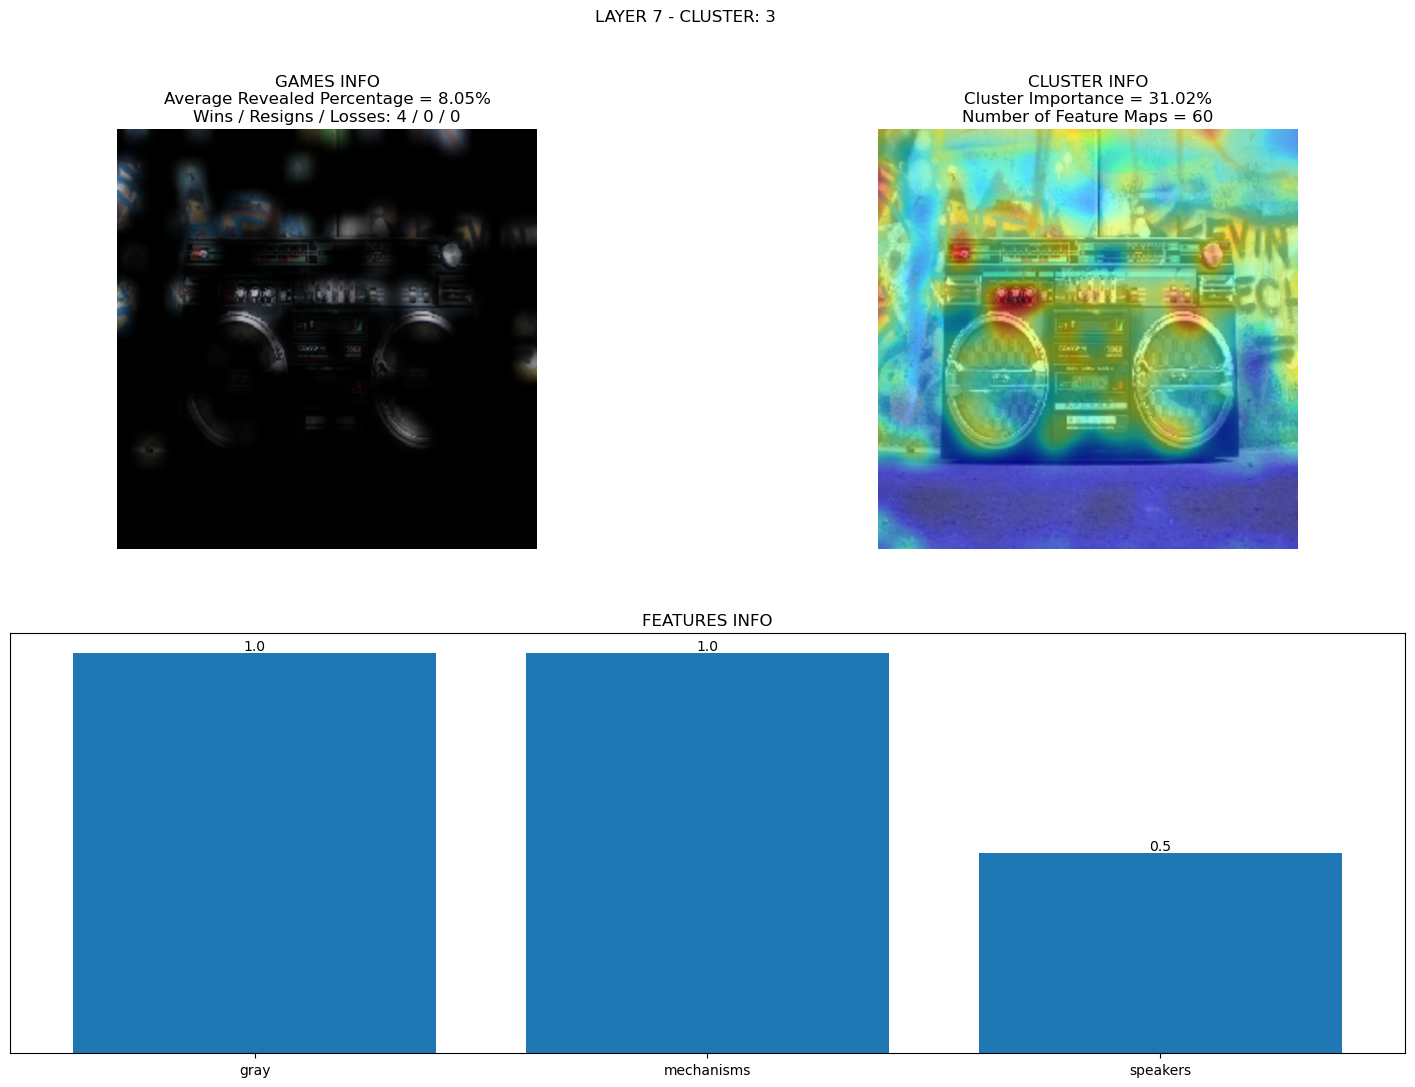 LAYER 7 - CLUSTER: 3
GAMES INFO
Average Revealed Percentage = 8.05%
Wins / Resigns / Losses: 4 / 0 / 0
CLUSTER INFO
Cluster Importance = 31.02%
Number of Feature Maps = 60
FEATURES INFO
1.0
1.0
0.5
gray
mechanisms
speakers